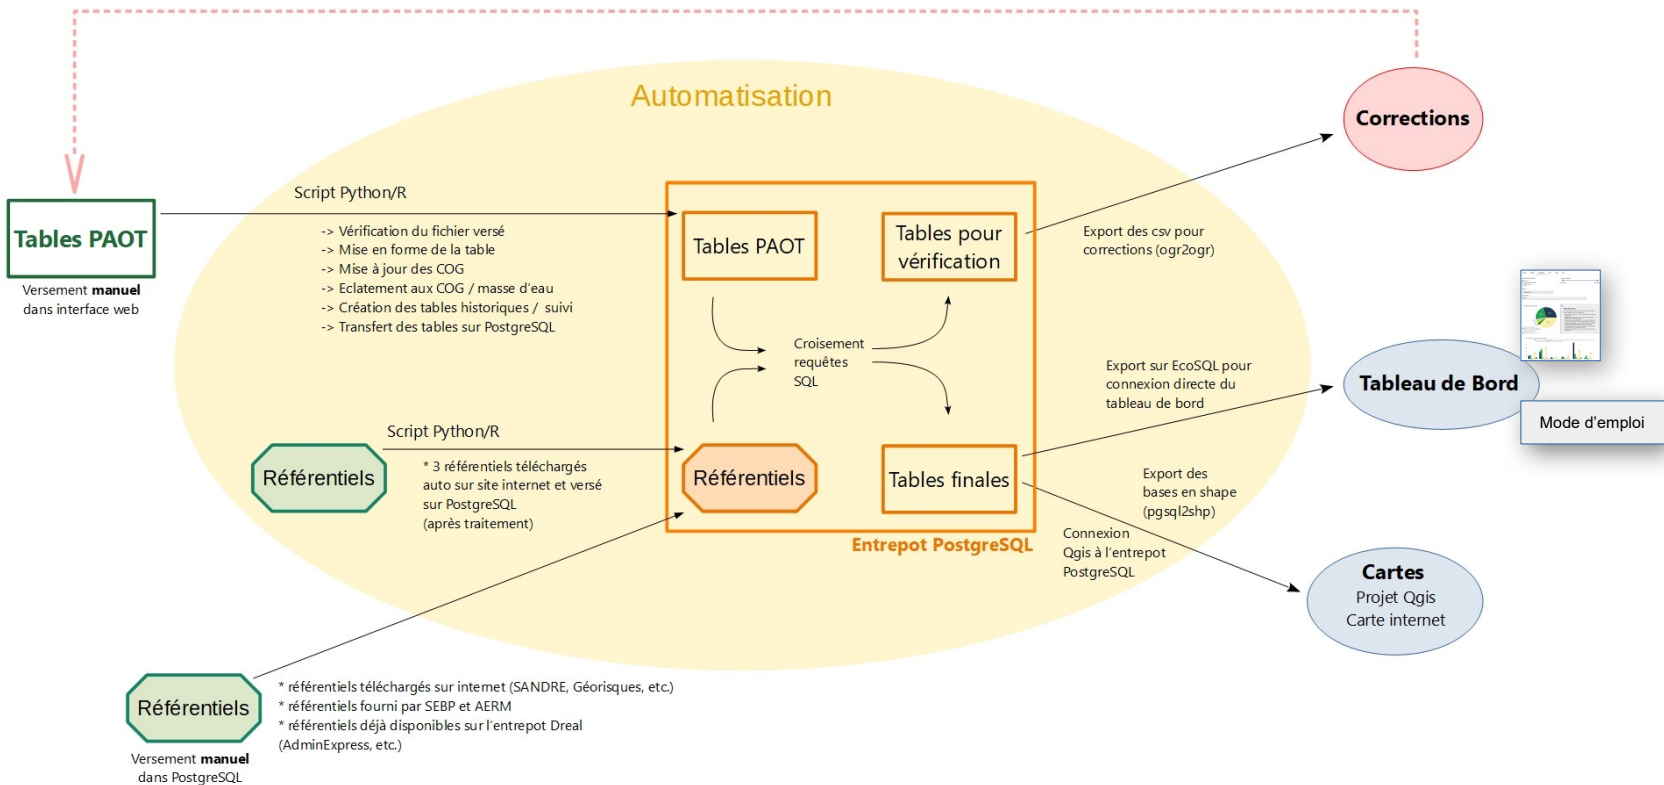 Automatisation
Corrections
Script Python/R
Tables PAOT
Versement manuel
dans interface web
-> Vérification du fichier versé
-> Mise en forme de la table
-> Mise à jour des COG
-> Eclatement aux COG / masse d'eau
-> Création des tables historiques / suivi
-> Transfert des tables sur PostgreSQL
Tables PAOT
Tables pour
vérification
Export des csv pour
corrections (ogr2ogr)
Croisement
requêtes
SQL
Export sur EcoSQL pour
connexion directe du
tableau de bord
Tableau de Bord
Mode d'emploi
Script Python/R
Référentiels
* 3 référentiels téléchargés
auto sur site internet et versé
sur PostgreSQL
(après traitement)
Référentiels
Tables finales
Export des
bases en shape
(pgsql2shp)
Entrepot PostgreSQL
Connexion
Qgis à l'entrepot
PostgreSQL
Cartes
Projet Qgis
Carte internet
Référentiels
Versement manuel
dans PostgreSQL
* référentiels téléchargés sur internet (SANDRE, Géorisques, etc.)
* référentiels fourni par SEBP et AERM
* référentiels déjà disponibles sur l'entrepot Dreal
(AdminExpress, etc.)